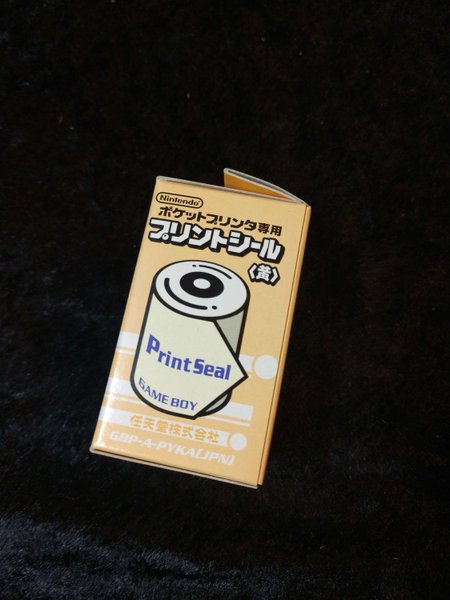 Nintendo
ポケットプリンタ専用
プリントシール
〈黄〉
Print Seal
GAME BOY
任天堂株式会社
GBP-A-PYKA(JPN)